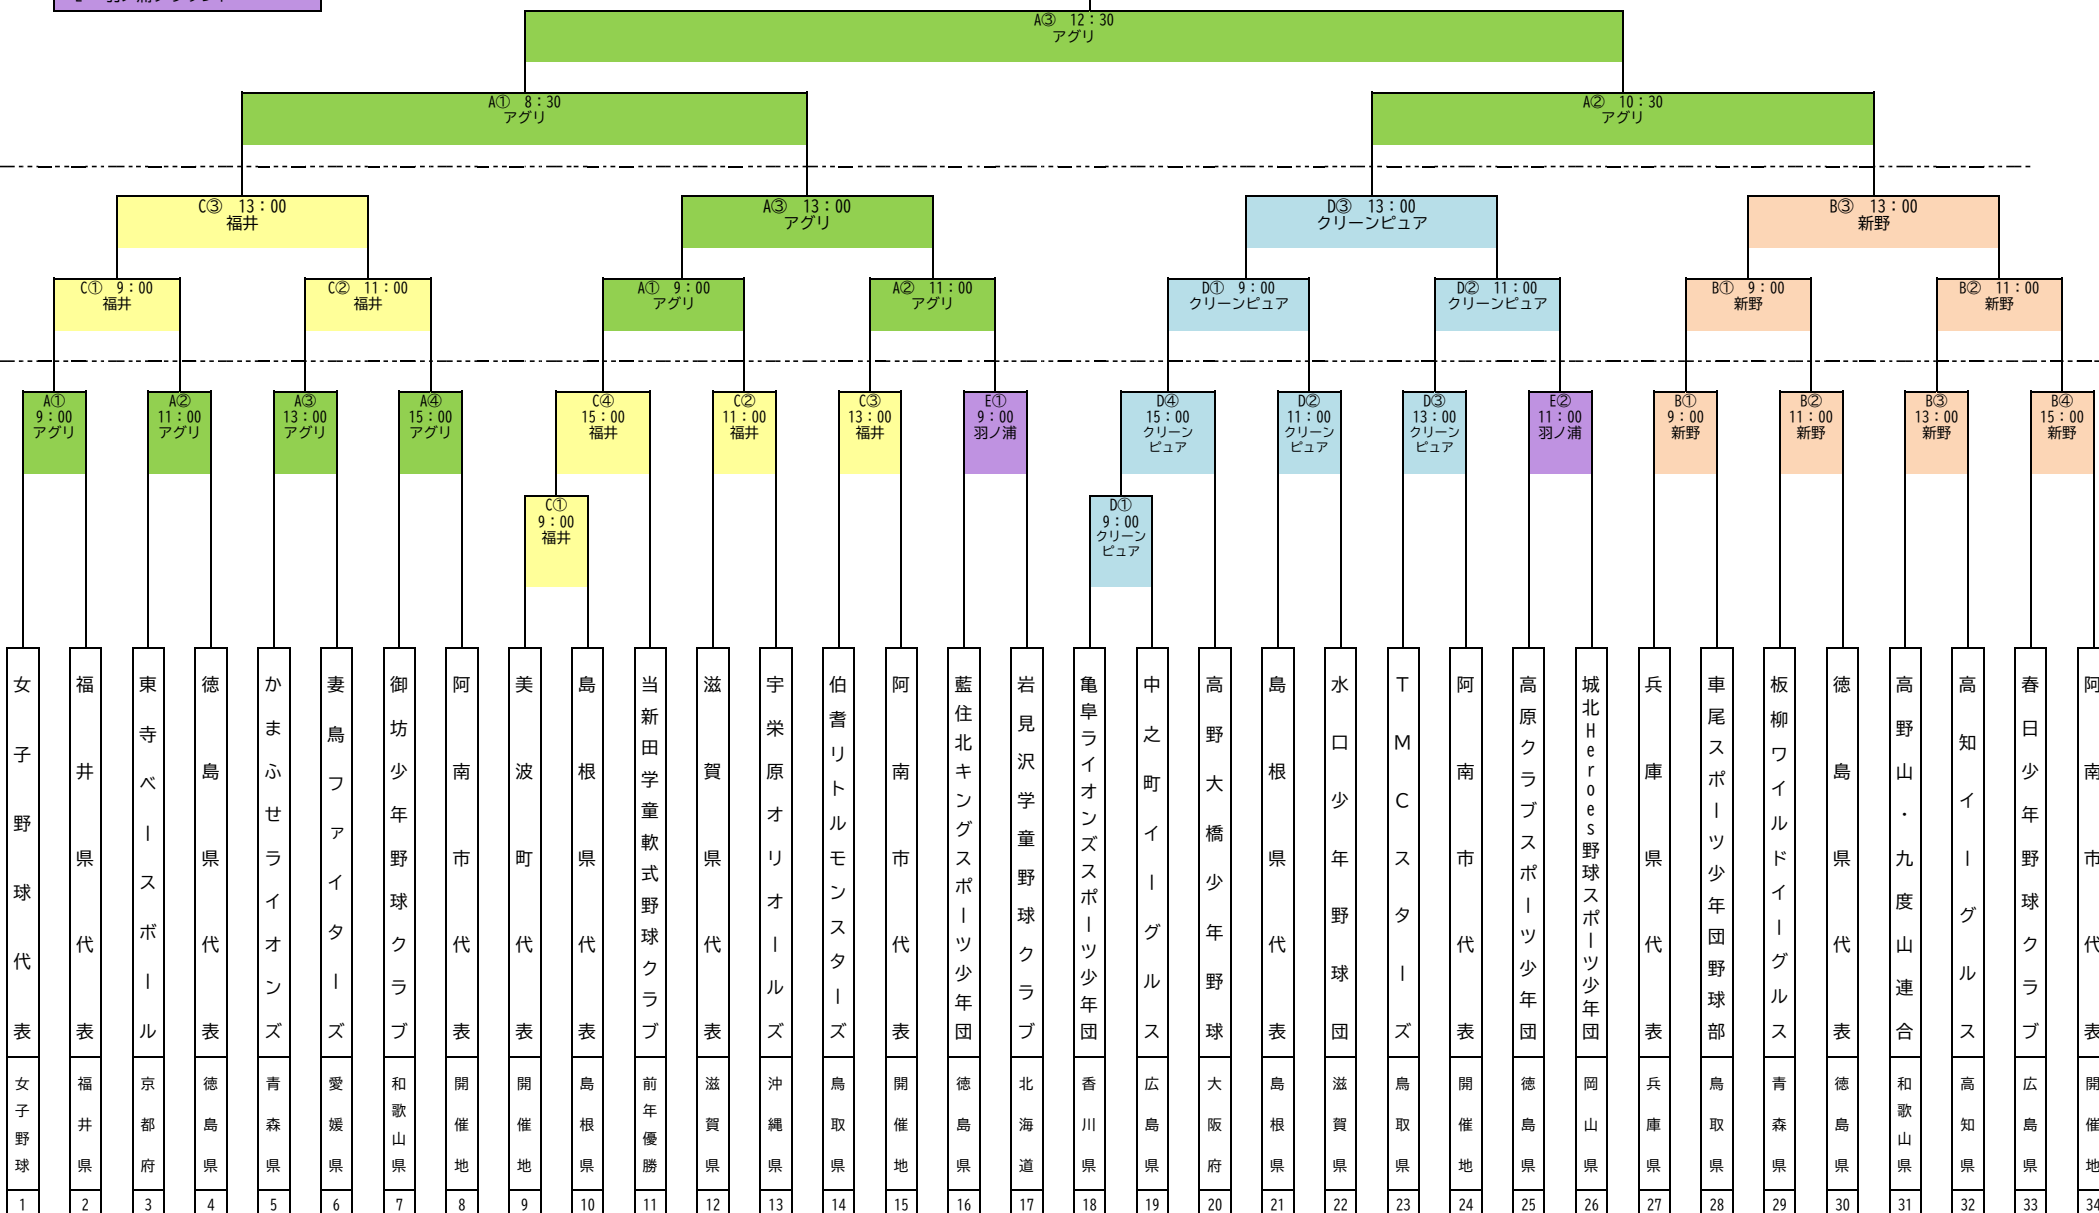 A③ 12：30
アグリ
A① 8：30
アグリ
A② 10：30
アグリ
C③ 13：00
福井
A③ 13：00
アグリ
D③ 13：00
クリーンピュア
B③ 13：00
新野
C① 9：00
福井
C② 11：00
福井
A① 9：00
アグリ
A② 11：00
アグリ
D① 9：00
クリーンピュア
D② 11：00
クリーンピュア
B① 9：00
新野
B② 11：00
新野
A①
9：00
アグリ
A②
11：00
アグリ
A③
13：00
アグリ
A④
15：00
アグリ
C④
15：00
福井
C②
11：00
福井
C③
13：00
福井
E①
9：00
羽ノ浦
D④
15：00
クリーン
ピュア
D②
11：00
クリーン
ピュア
D③
13：00
クリーン
ピュア
E②
11：00
羽ノ浦
B①
9：00
新野
B②
11：00
新野
B③
13：00
新野
B④
15：00
新野
C①
9：00
福井
D①
9：00
クリーン
ピュア
女子野球代表
福井県代表
東寺ベースボール
徳島県代表
かまふせライオンズ
妻鳥ファイターズ
御坊少年野球クラブ
阿南市代表
美波町代表
島根県代表
当新田学童軟式野球クラブ
滋賀県代表
宇栄原オリオールズ
伯耆リトルモンスターズ
阿南市代表
藍住北キングスポーツ少年団
岩見沢学童野球クラブ
亀阜ライオンズスポーツ少年団
中之町イーグルス
高野大橋少年野球
島根県代表
水口少年野球団
TMCスターズ
阿南市代表
高原クラブスポーツ少年団
城北Heroes野球スポーツ少年団
兵庫県代表
車尾スポーツ少年団野球部
板柳ワイルドイーグルス
徳島県代表
高野山・九度山連合
高知イーグルス
春日少年野球クラブ
阿南市代表
女子野球
福井県
京都府
徳島県
青森県
愛媛県
和歌山県
開催地
開催地
島根県
前年優勝
滋賀県
沖縄県
鳥取県
開催地
徳島県
北海道
香川県
広島県
大阪府
島根県
滋賀県
鳥取県
開催地
徳島県
岡山県
兵庫県
鳥取県
青森県
徳島県
和歌山県
高知県
広島県
開催地
1 2 3 4 5 6 7 8 9 10 11 12 13 14 15 16 17 18 19 20 21 22 23 24 25 26 27 28 29 30 31 32 33 34